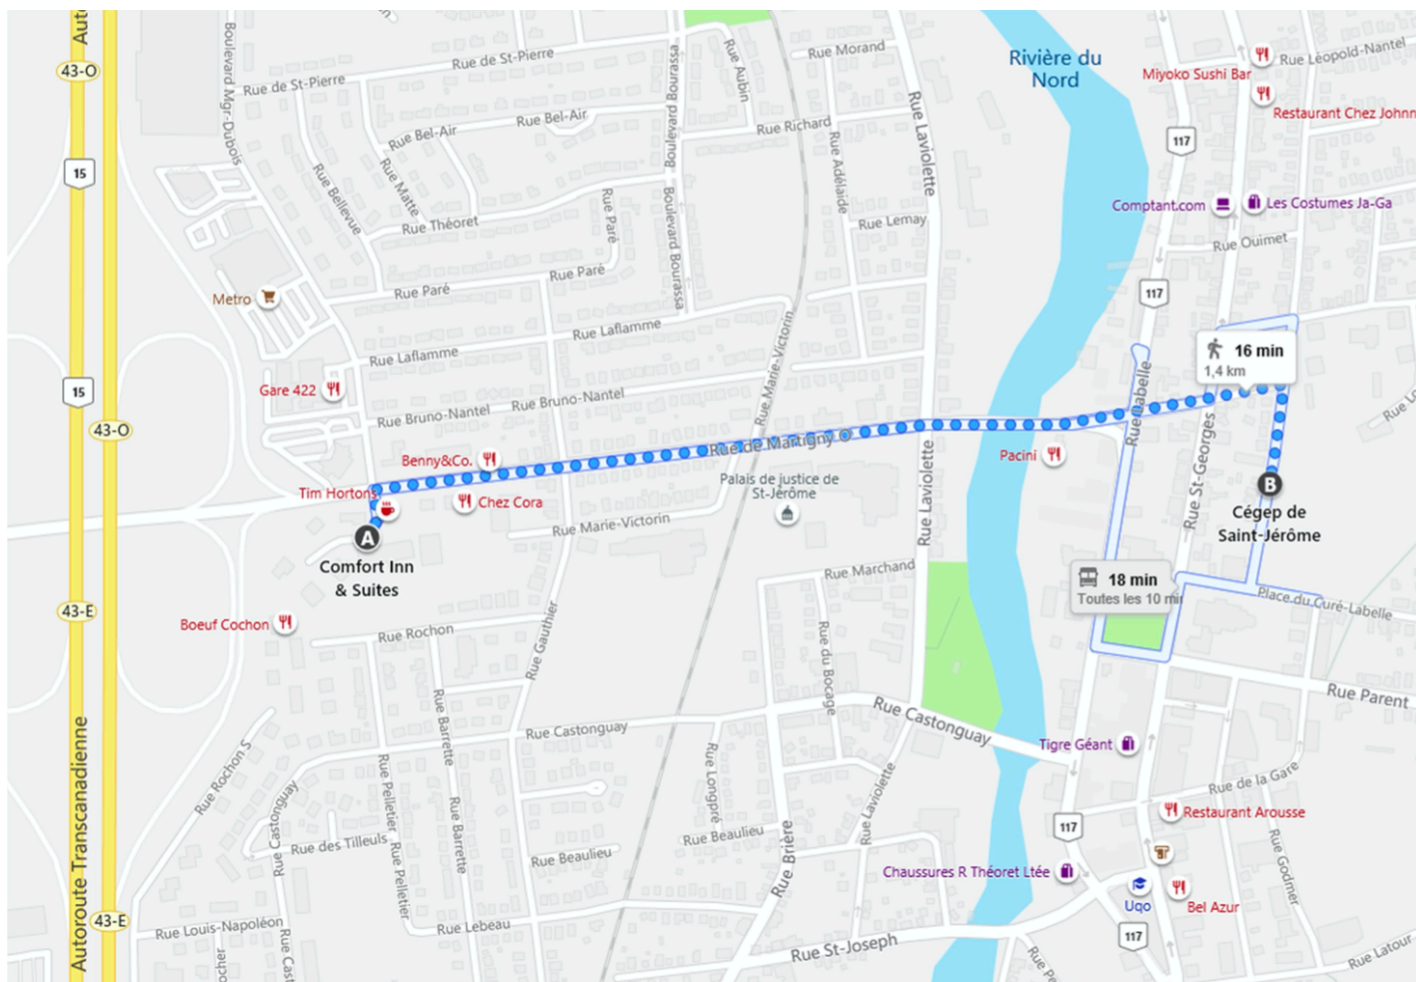 Auto
43-O
Boulevard Mgr-Dubois
Rue de St-Pierre
Rue de St-Pierre
Rue Aubin
Rue Morand
Rivière du
Nord
Miyoko Sushi Bar
Rue Léopold-Nantel
Restaurant Chez Johnn
Boulevard Bourassa
Rue Bel-Air
Rue Bel-Air
Rue Richard
Rue Laviolette
117
15
Rue Bellevue
Rue Matte
Rue Théoret
Rue Paré
Boulevard Bourassa
Rue Adélaïde
Rue Lemay
Comptant.com
Les Costumes Ja-Ga
Rue Ouimet
Metro
Rue Paré
Rue Paré
117
Rue Laflamme
Rue Laflamme
Rue Marie-Victorin
16 min
1,4 km
15
Gare 422
Rue Bruno-Nantel
Rue Bruno-Nantel
Rue Labelle
43-O
Benny&Co.
Rue de Martigny O
Rue Laviolette
Pacini
Rue St-Georges
Palais de justice de
St-Jérôme
Tim Hortons
Chez Cora
Rue Marie-Victorin
A
Comfort Inn
& Suites
B
Cégep de
Saint-Jérôme
Rue Marchand
18 min
Toutes les 10 min
Place du Curé-Labelle
43-E
Boeuf Cochon
Rue Rochon
Rue Gauthier
Rue du Bocage
Rue Parent
Rue Castonguay
Rue Castonguay
Rue Barrette
Rue Rochon S
Autoroute Transcanadienne
Rue Castonguay
Rue Pelletier
Rue Barrette
Rue Longpré
Rue Laviolette
Tigre Géant
Rue de la Gare
Restaurant Arousse
117
Rue des Tilleuls
Rue Beaulieu
Rue Beaulieu
Rue Brière
Rue Pelletier
Chaussures R Théoret Ltée
Uqo
Bel Azur
Rue Godmer
43-E
Rue Louis-Napoléon
Rue Lebeau
Rue St-Joseph
117
ocher
Rue Cast
Rue Pe
Rue Latour